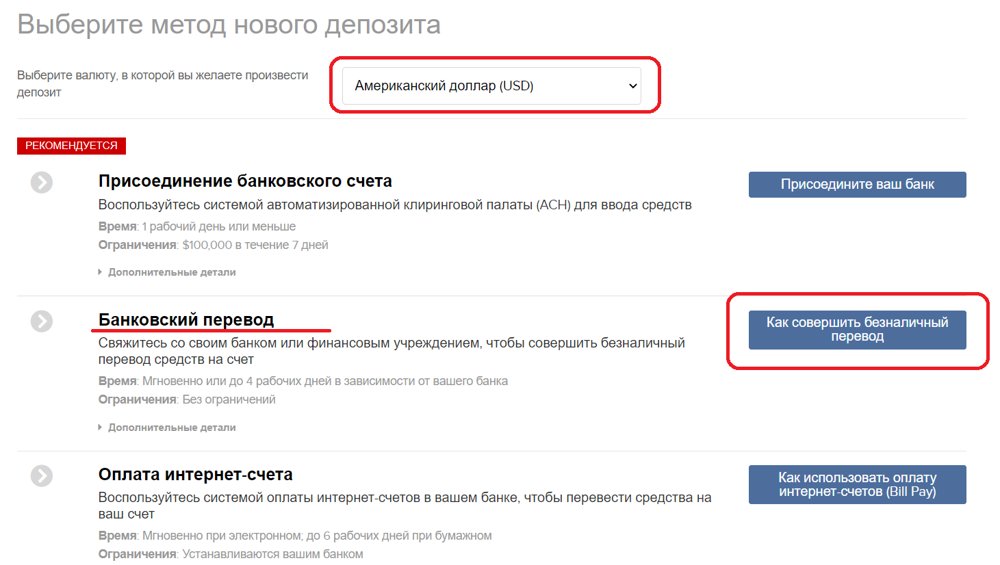 Выберите метод нового депозита
Выберите валюту, в которой вы желаете произвести
депозит
Американский доллар (USD)
РЕКОМЕНДУЕТСЯ
Присоединение банковского счета
Присоедините ваш банк
Воспользуйтесь системой автоматизированной клиринговой палаты (ACH) для ввода средств
Время: 1 рабочий день или меньше
Ограничения: $100,000 в течение 7 дней
Дополнительные детали
Банковский перевод
Как совершить безналичный
перевод
Свяжитесь со своим банком или финансовым учреждением, чтобы совершить безналичный
перевод средств на счет
Время: Мгновенно или до 4 рабочих дней в зависимости от вашего банка
Ограничения: Без ограничений
Дополнительные детали
Оплата интернет-счета
Как использовать оплату
интернет-счетов (Bill Pay)
Воспользуйтесь системой оплаты интернет-счетов в вашем банке, чтобы перевести средства на
ваш счет
Время: Мгновенно при электронном; до 6 рабочих дней при бумажном
Ограничения: Устанавливаются вашим банком